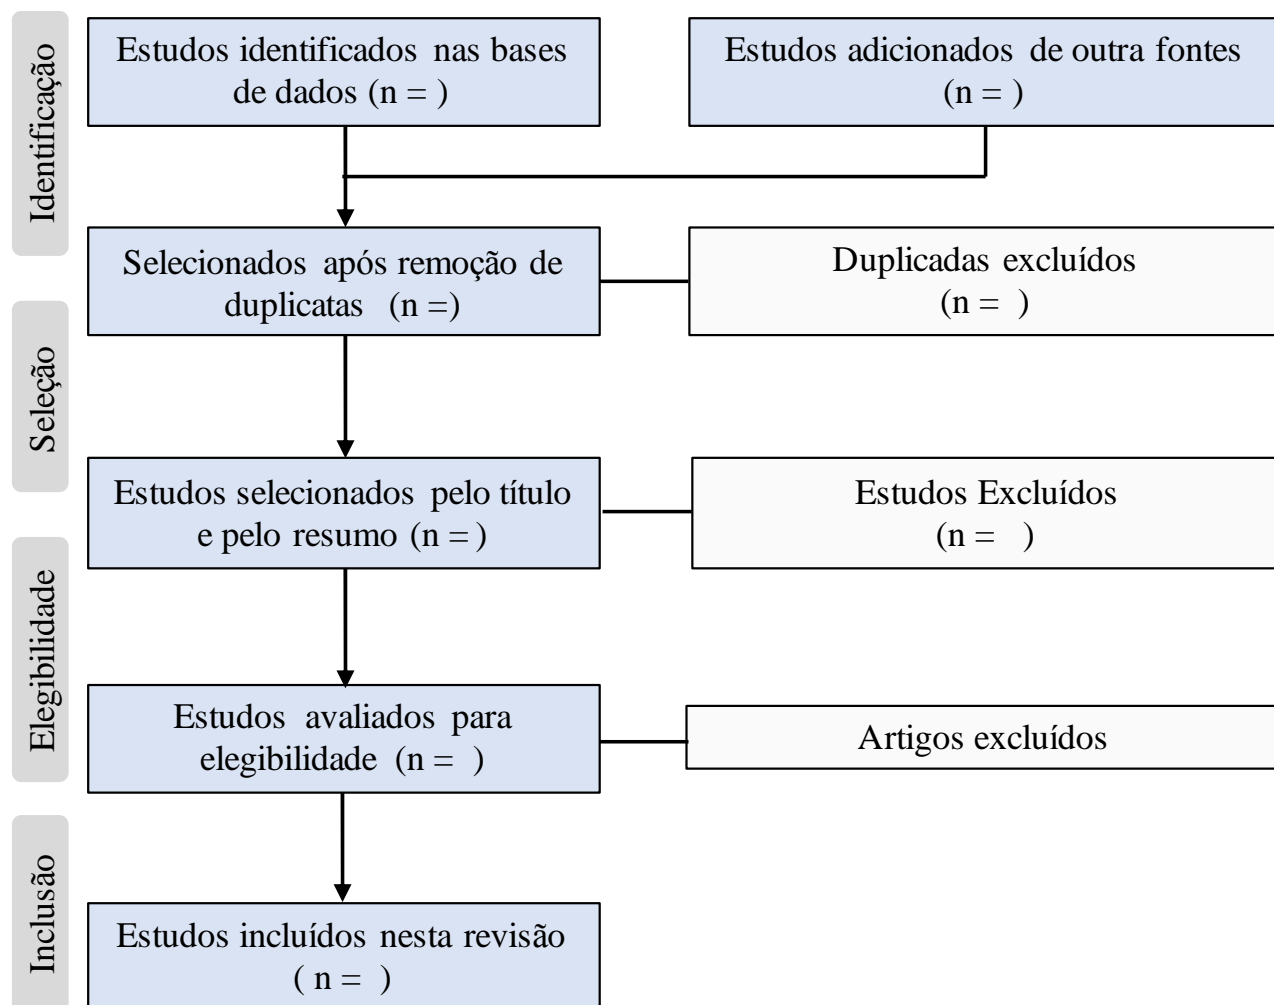 Identificação
Estudos identificados nas bases
de dados (n = )
Estudos adicionados de outra fontes
(n = )
Selecionados após remoção de
duplicatas (n =)
Duplicadas excluídos
(n = )
Seleção
Estudos selecionados pelo título
e pelo resumo (n = )
Estudos Excluídos
(n = )
Elegibilidade
Estudos avaliados para
elegibilidade (n = )
Artigos excluídos
Inclusão
Estudos incluídos nesta revisão
( n = )